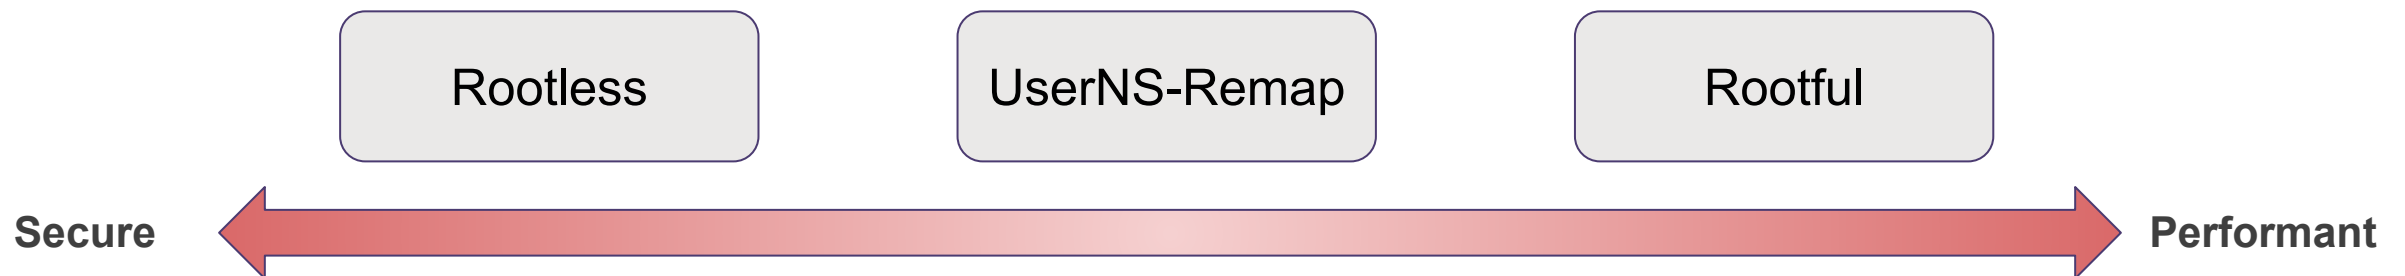 Rootless
UserNS-Remap
Rootful
Secure
Performant